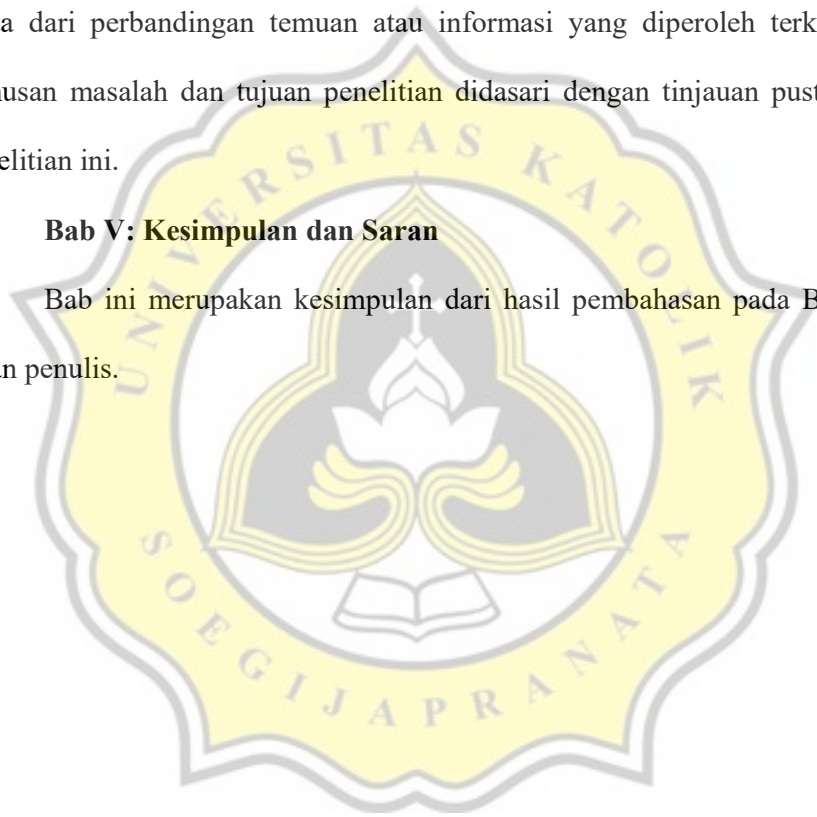 a dari perbandingan temuan atau informasi yang diperoleh terk
usan masalah dan tujuan penelitian didasari dengan tinjauan pust
elitian ini.
Bab V: Kesimpulan dan Saran
Bab ini merupakan kesimpulan dari hasil pembahasan pada B
n penulis.
UNIVERSITAS KATOLIK
SOEGIJAPRANATA